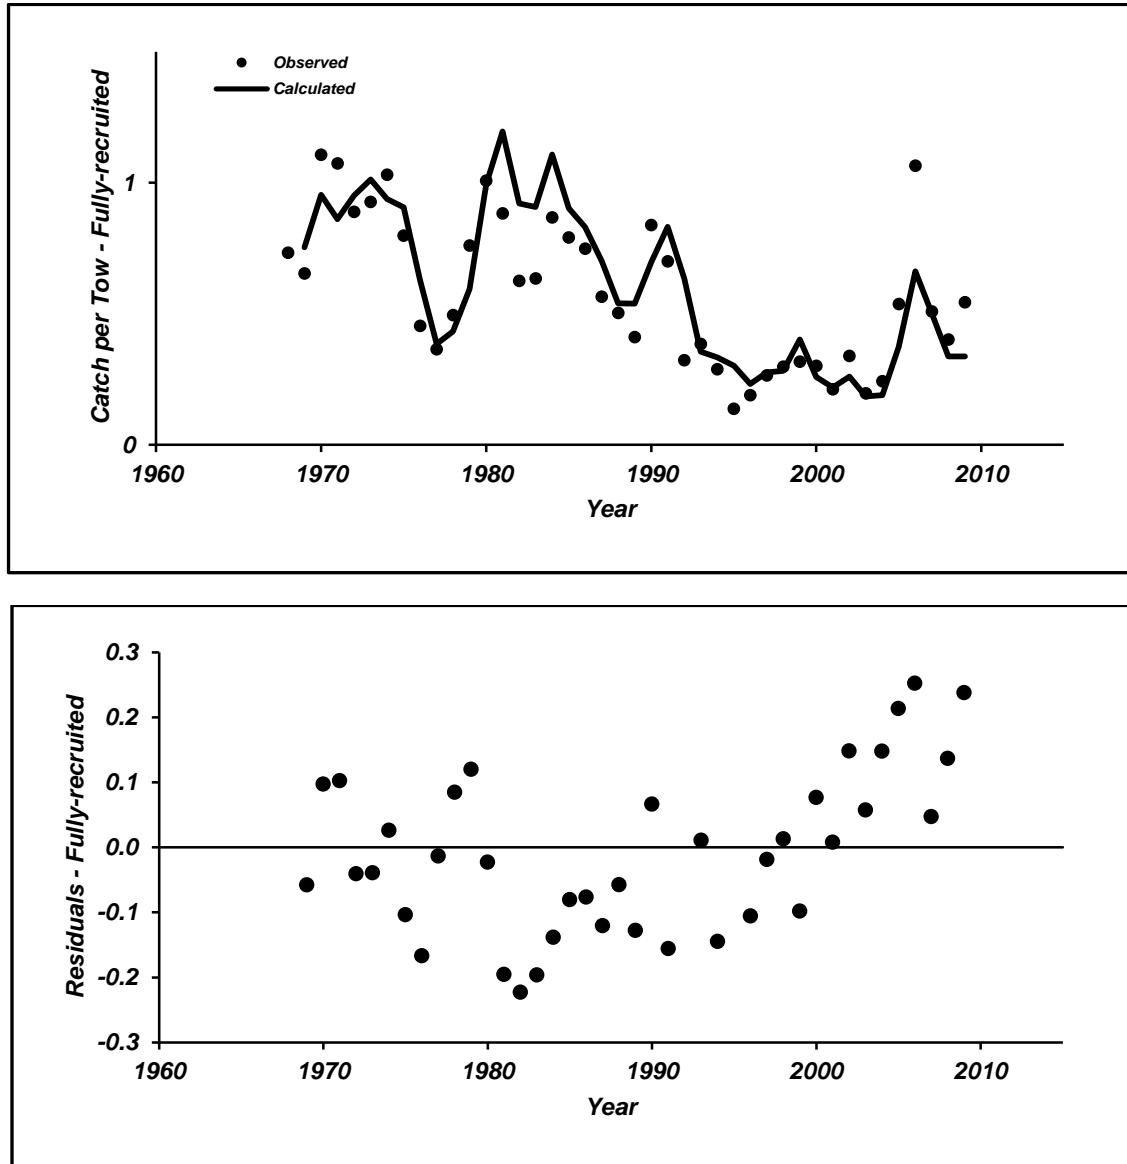 Observed
Calculated
Catch per Tow - Fully-recruited
1
0
1960 1970 1980 1990 2000 2010
Year
0.3
0.2
0.1
0.0
-0.1
-0.2
-0.3
Residuals - Fully-recruited
1960 1970 1980 1990 2000 2010
Year